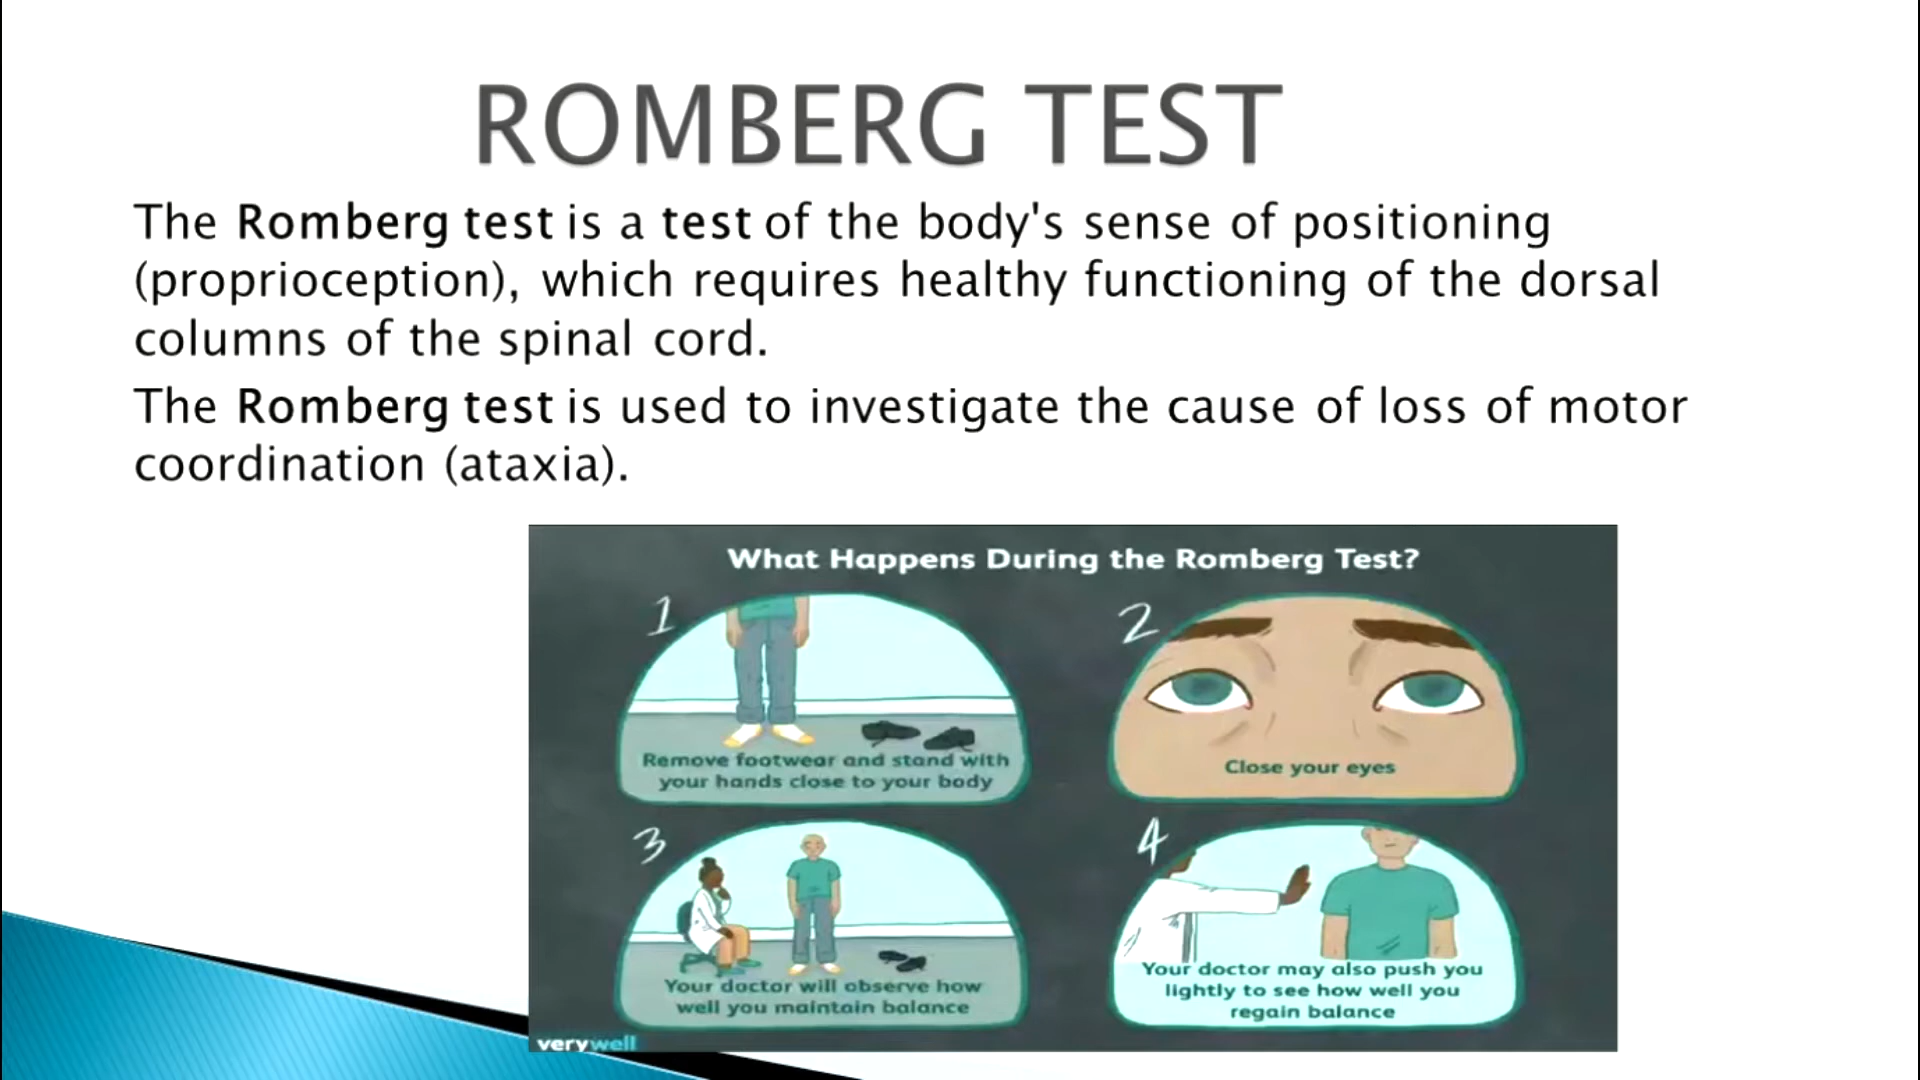 ROMBERG TEST
The Romberg test is a test of the body's sense of positioning
(proprioception), which requires healthy functioning of the dorsal
columns of the spinal cord.
The Romberg test is used to investigate the cause of loss of motor
coordination (ataxia).
What Happens During the Romberg Test?
1
Remove footwear and stand with
your hands close to your body
2
Close your eyes
3
Your doctor will observe how
well you maintain balance
4
Your doctor may also push you
lightly to see how well you
regain balance
verywell